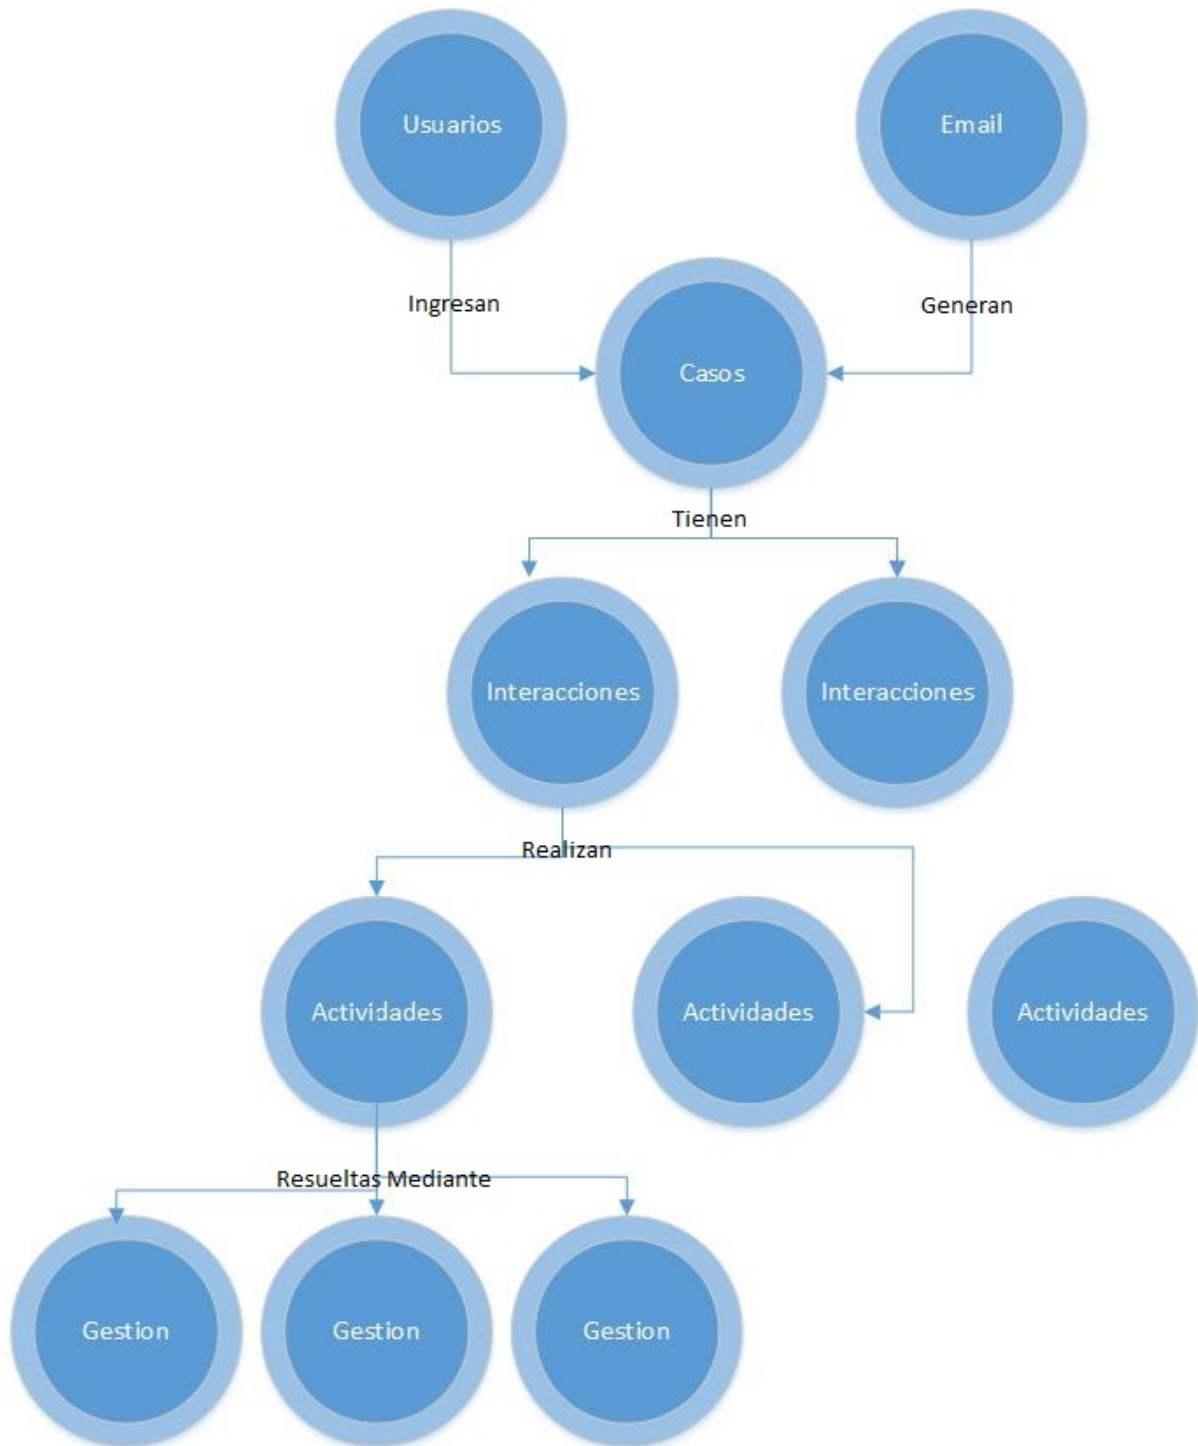 Usuarios
Email
Ingresan
Generan
Casos
Tienen
Interacciones
Interacciones
Realizan
Actividades
Actividades
Actividades
Resueltas Mediante
Gestion
Gestion
Gestion